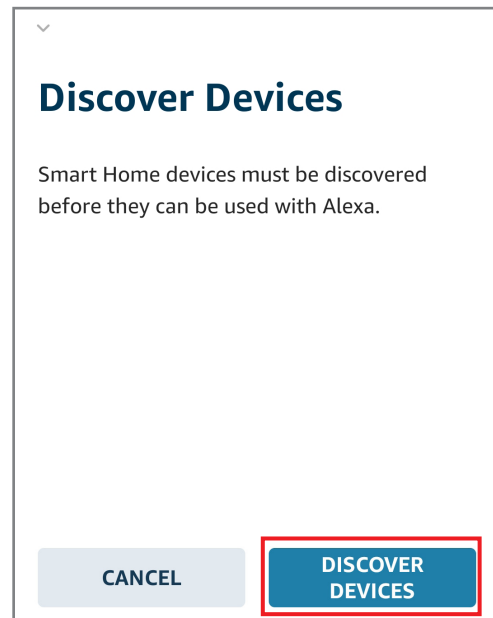 Discover Devices
Smart Home devices must be discovered
before they can be used with Alexa.
CANCEL
DISCOVER
DEVICES